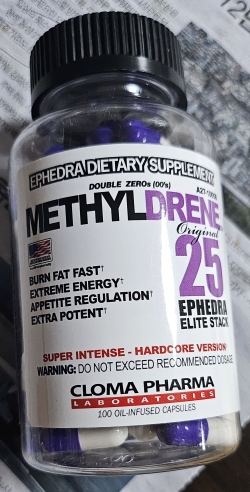 EPHEDRA DIETARY SUPPLEMENT
DOUBLE ZEROs (00's)
METHYLDRENE
Original
25
BURN FAT FAST†
EXTREME ENERGY†
APPETITE REGULATION†
EXTRA POTENT†
EPHEDRA
ELITE STACK
SUPER INTENSE - HARDCORE VERSION
WARNING: DO NOT EXCEED RECOMMENDED DOSAGE
CLOMA PHARMA
LABORATORIES
100 OIL-INFUSED CAPSULES